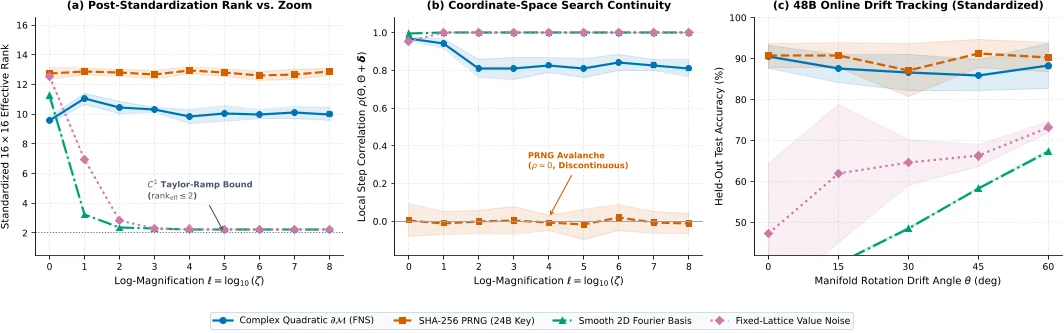 (a) Post-Standardization Rank vs. Zoom
Standardized 16 × 16 Effective Rank
16
14
12
10
8
6
4
2
C¹ Taylor-Ramp Bound
(rank_eff ≤ 2)
0 1 2 3 4 5 6 7 8
Log-Magnification ℓ = log₁₀(ζ)
(b) Coordinate-Space Search Continuity
Local Step Correlation ρ(Θ, Θ + δ)
1.0
0.8
0.6
0.4
0.2
0.0
PRNG Avalanche
(ρ ≈ 0, Discontinuous)
0 1 2 3 4 5 6 7 8
Log-Magnification ℓ = log₁₀(ζ)
(c) 48B Online Drift Tracking (Standardized)
Held-Out Test Accuracy (%)
100
90
80
70
60
50
0 15 30 45 60
Manifold Rotation Drift Angle θ (deg)
Complex Quadratic ∂M (FNS)
SHA-256 PRNG (24B Key)
Smooth 2D Fourier Basis
Fixed-Lattice Value Noise